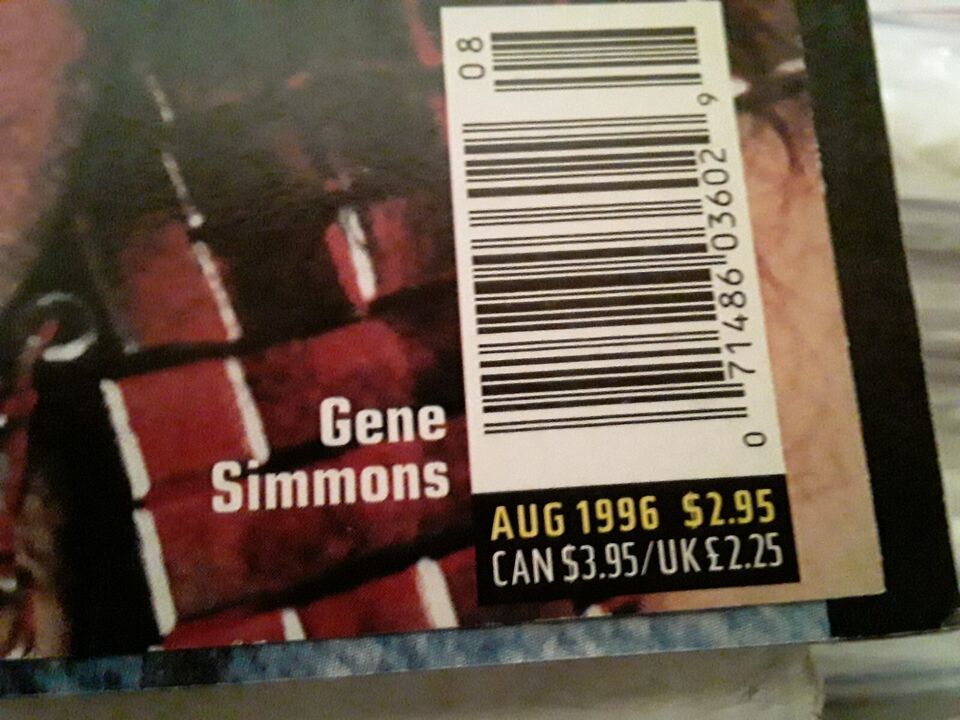 08
0 71486 03602 9
Gene
Simmons
AUG 1996 $2.95
CAN $3.95/UK £2.25